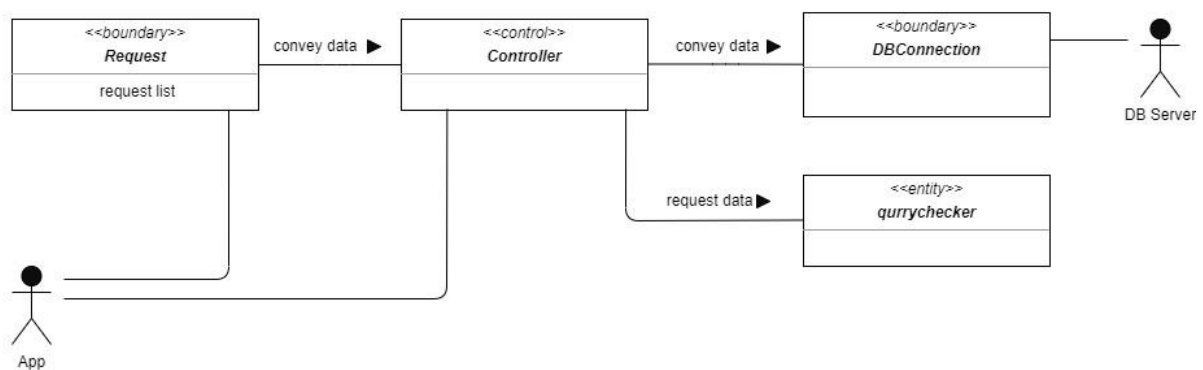 <<boundary>>
Request
request list
convey data ▶
<<control>>
Controller
convey data ▶
<<boundary>>
DBConnection
DB Server
request data ▶
<<entity>>
qurrychecker
App